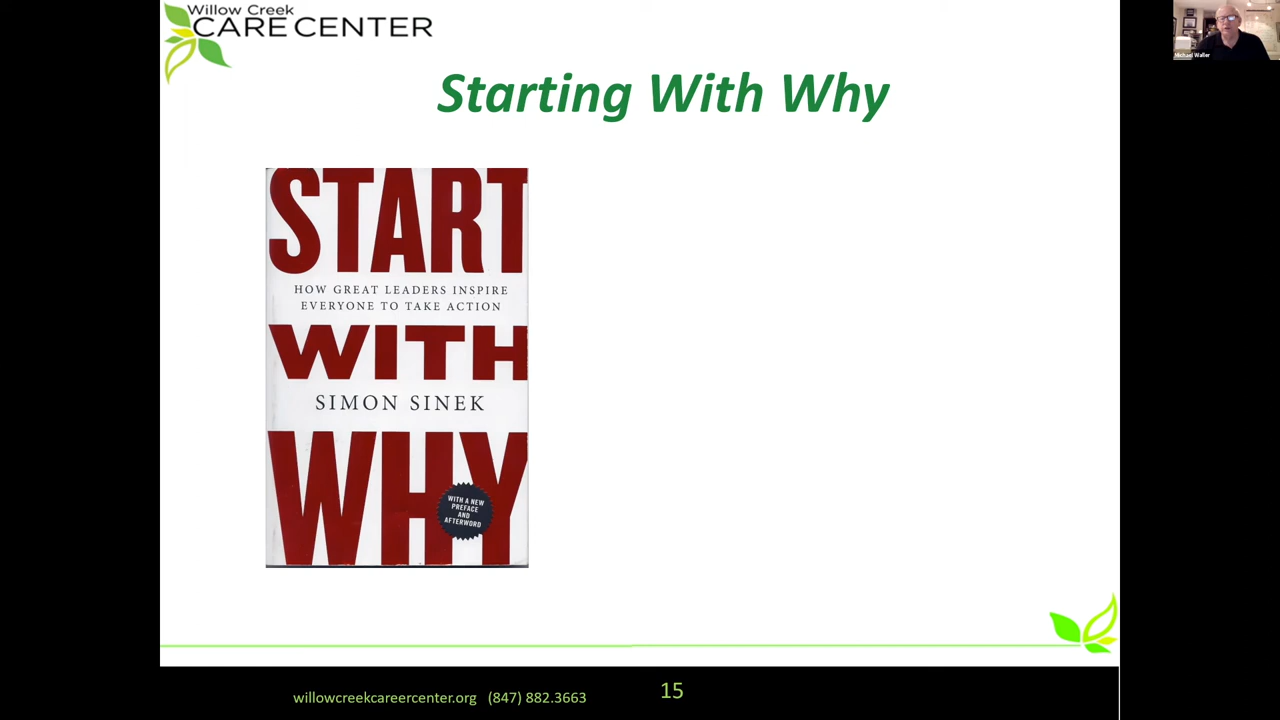 Willow Creek
CARE CENTER
Michael Waller
Starting With Why
START
HOW GREAT LEADERS INSPIRE
EVERYONE TO TAKE ACTION
WITH
SIMON SINEK
WHY
WITH A NEW
PREFACE
AND
AFTERWORD
willowcreekcareercenter.org (847) 882.3663
15